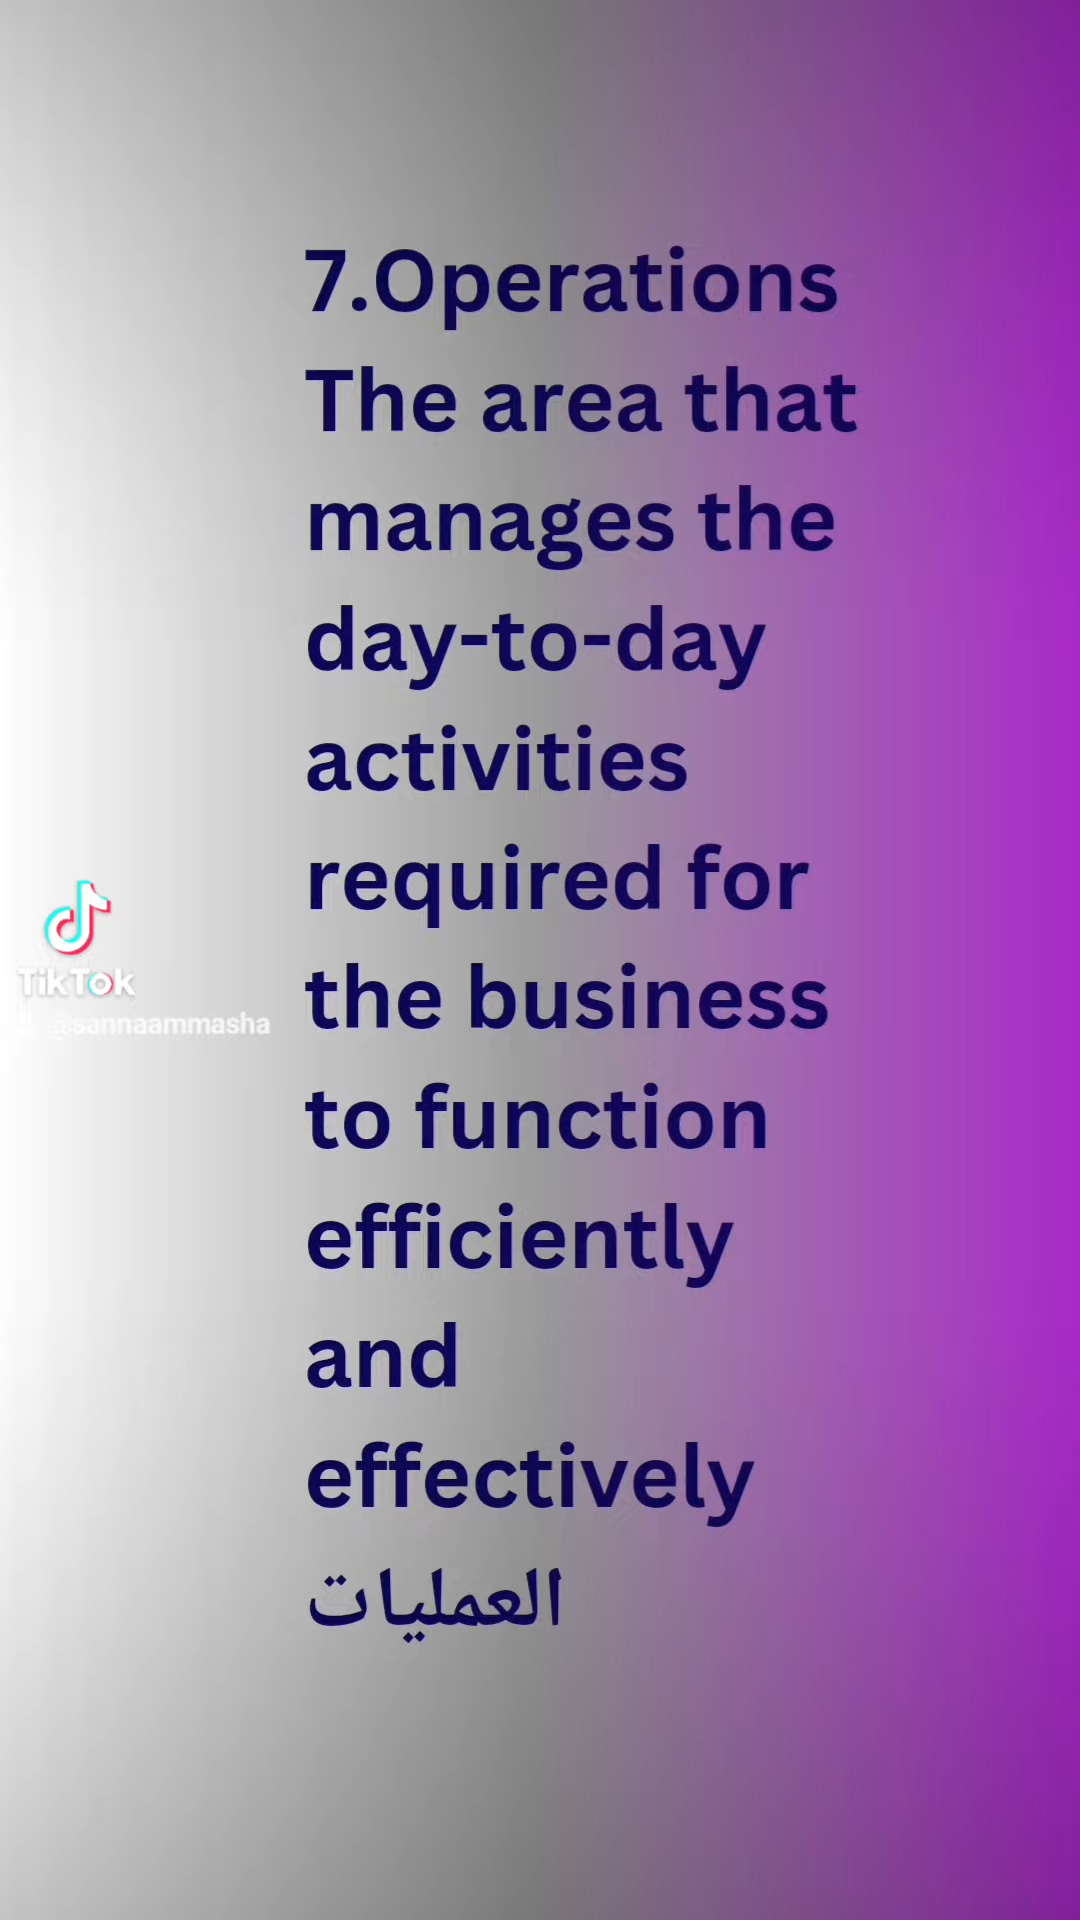 7.Operations
The area that
manages the
day-to-day
activities
required for
the business
to function
efficiently
and
effectively
العمليات
TikTok
@sannaammasha